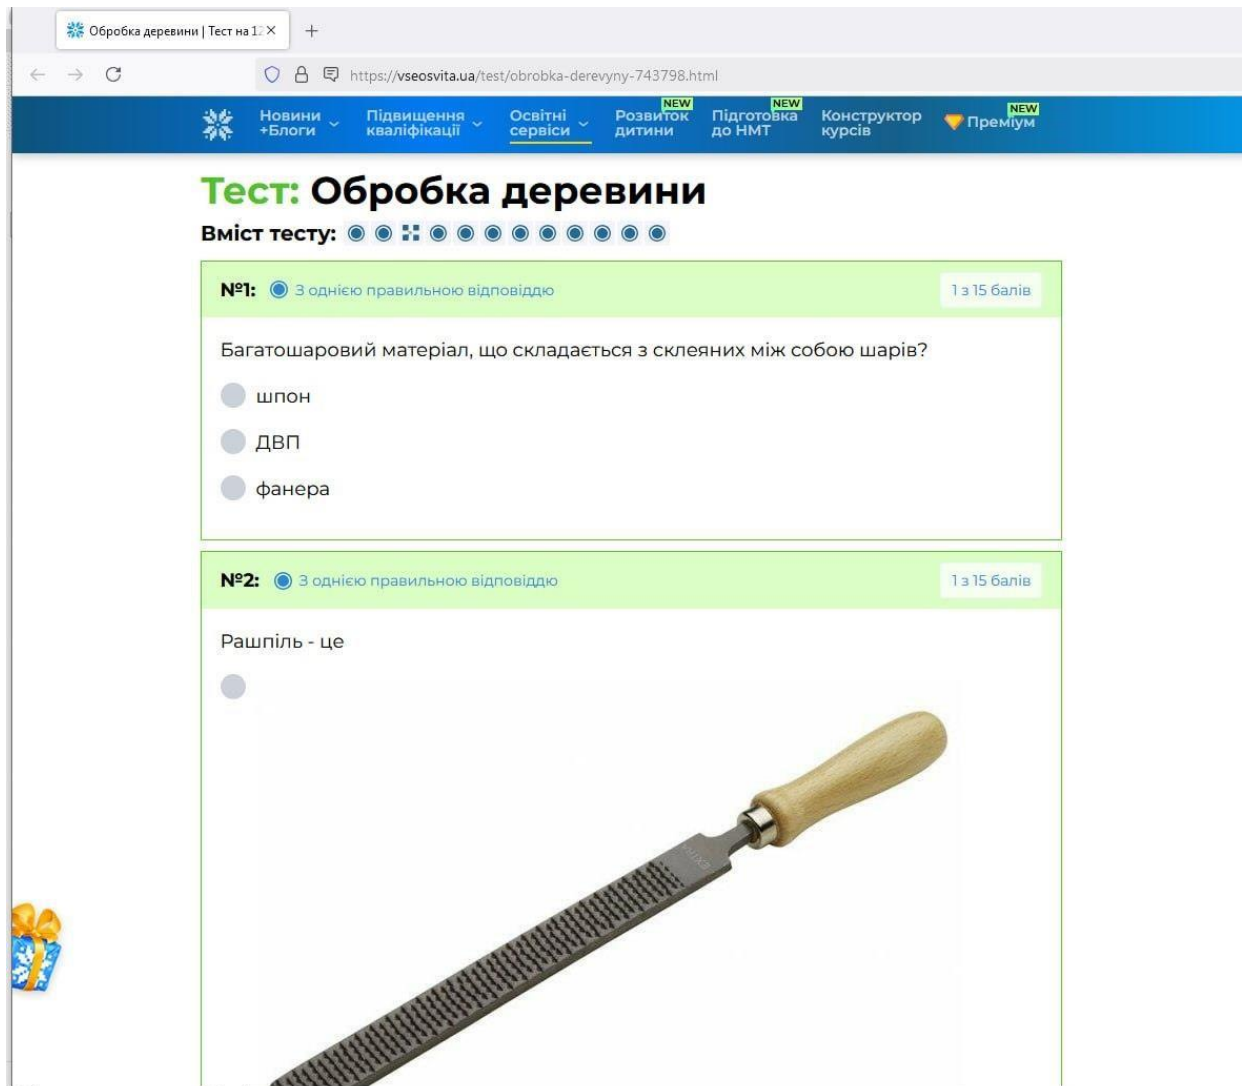 Обробка деревини | Тест на 12
https://vseosvita.ua/test/obrobka-derevyny-743798.html
Новини +Блоги
Підвищення кваліфікації
Освітні сервіси
NEW
Розвиток дитини
NEW
Підготовка до НМТ
Конструктор курсів
NEW
Преміум
Тест: Обробка деревини
Вміст тесту:
№1: З однією правильною відповіддю 1 з 15 балів
Багатошаровий матеріал, що складається з склеяних між собою шарів?
шпон
ДВП
фанера
№2: З однією правильною відповіддю 1 з 15 балів
Рашпіль - це
EXTRA